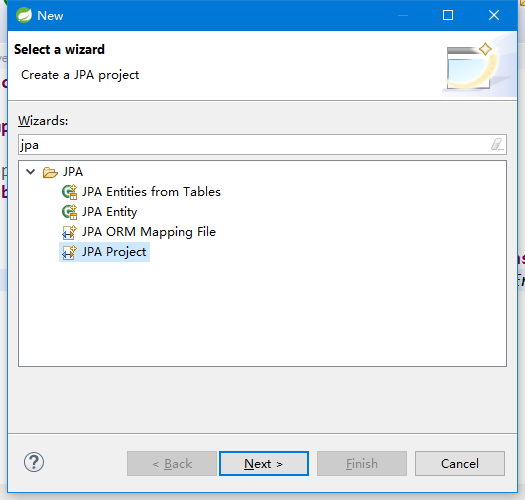 New
Select a wizard
Create a JPA project
Wizards:
jpa
JPA
JPA Entities from Tables
JPA Entity
JPA ORM Mapping File
JPA Project
?
< Back
Next >
Finish
Cancel